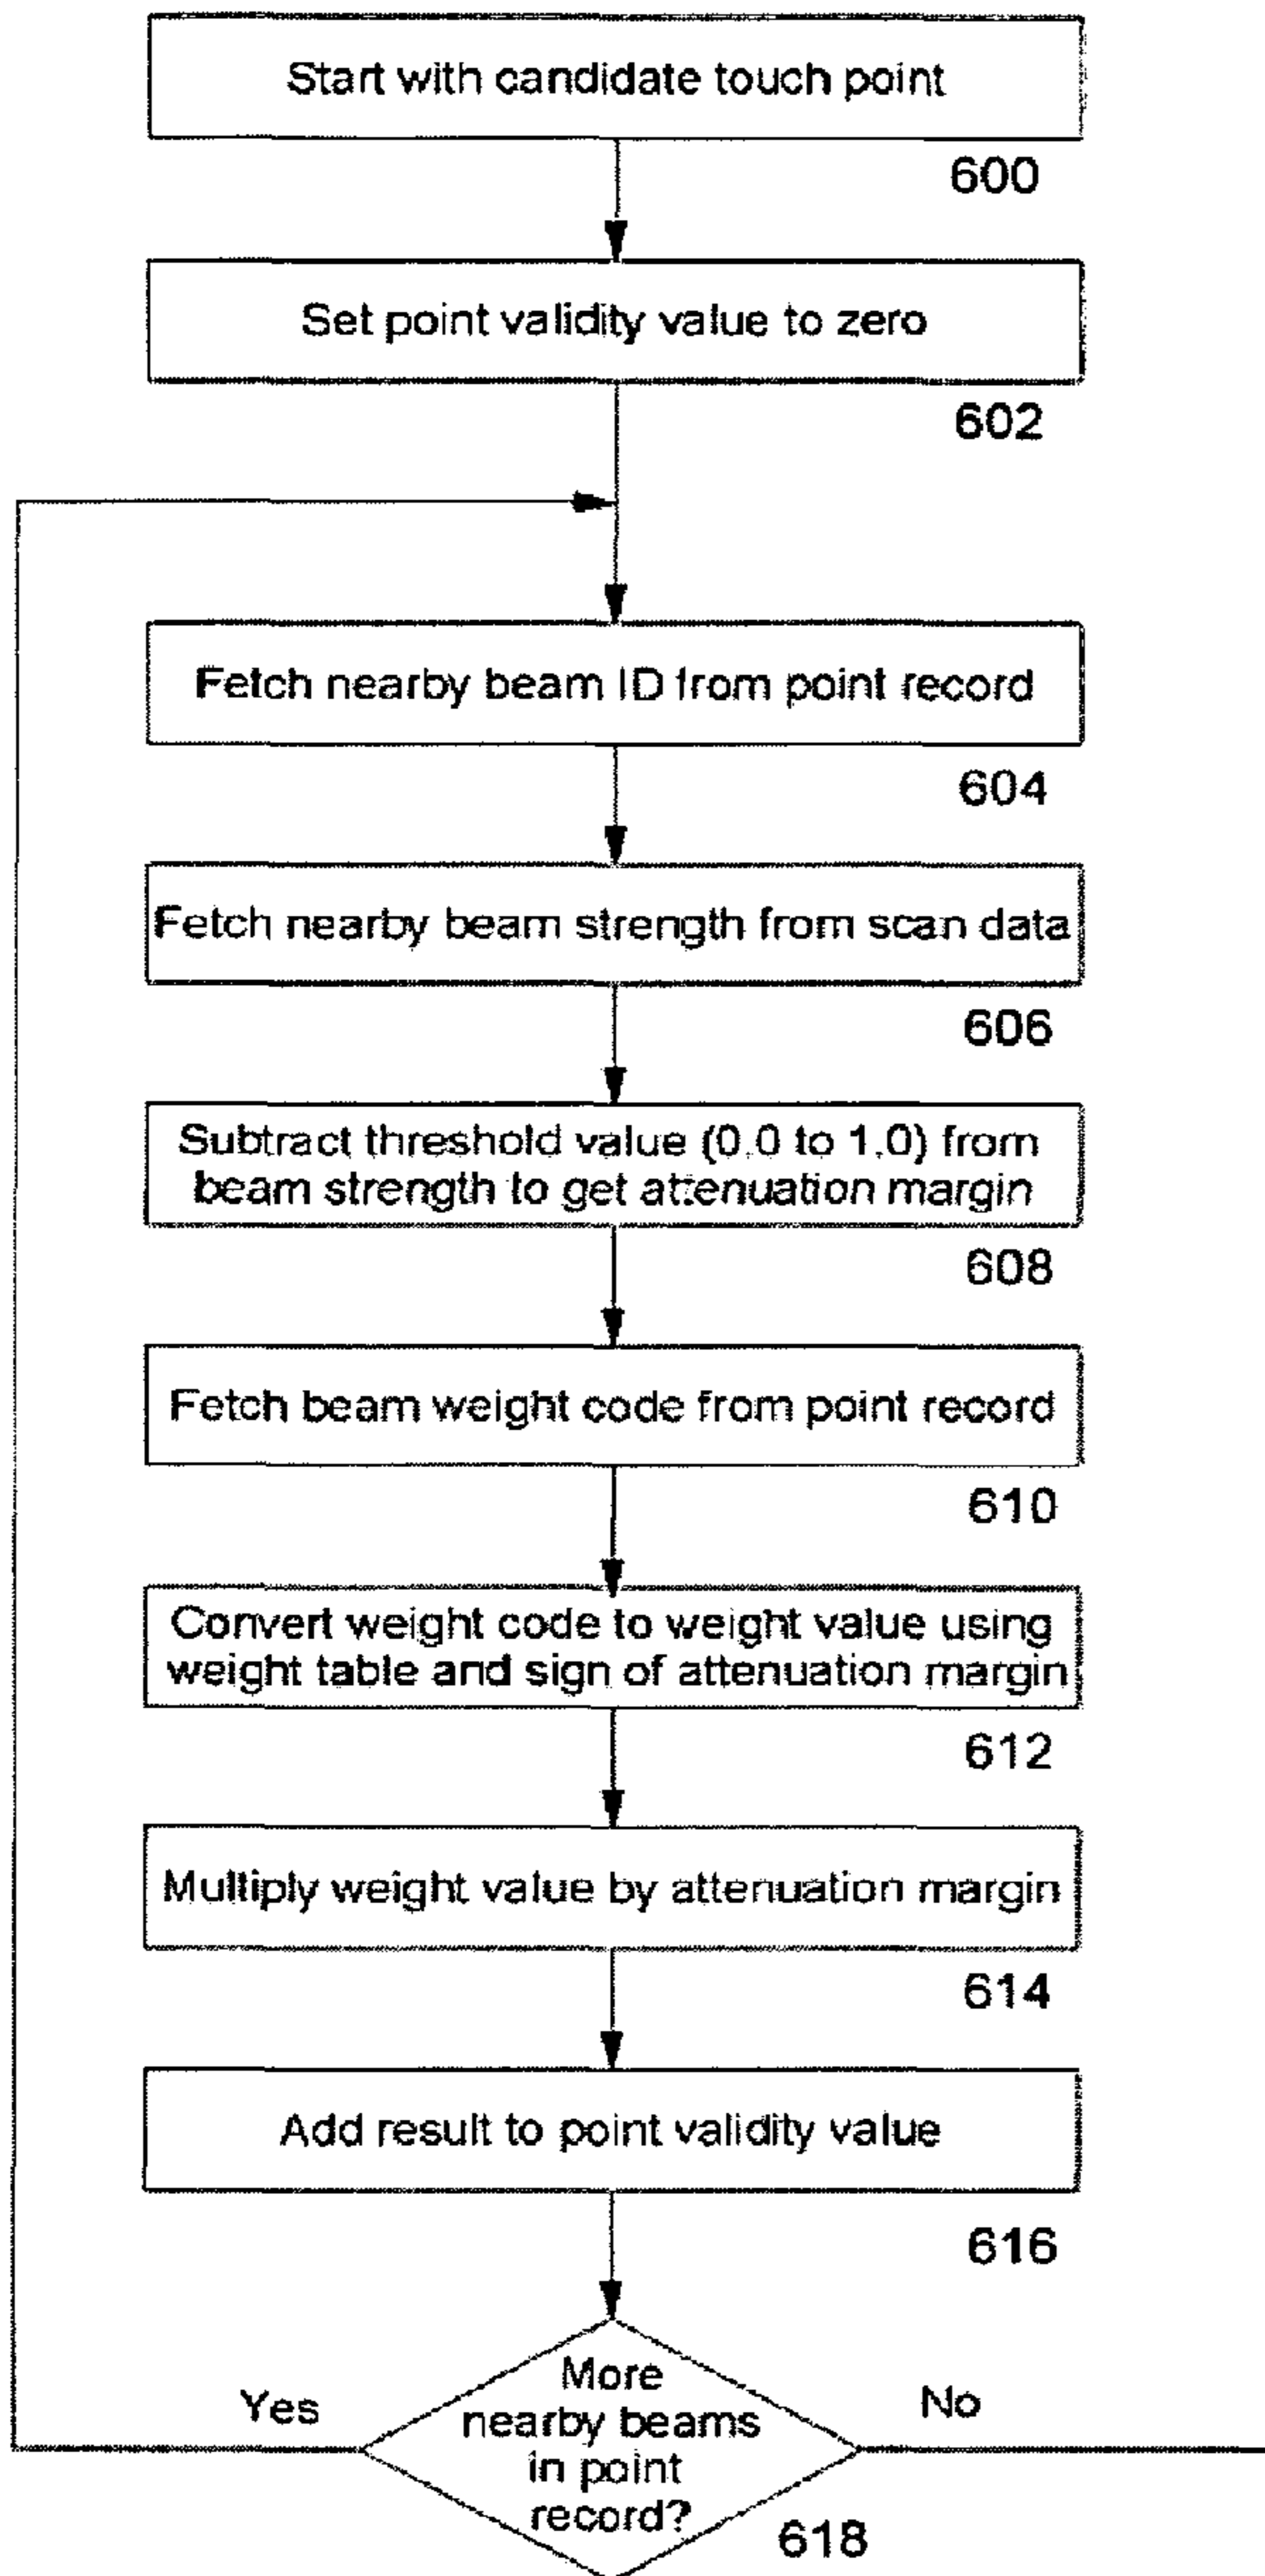 Start with candidate touch point
600
Set point validity value to zero
602
Fetch nearby beam ID from point record
604
Fetch nearby beam strength from scan data
606
Subtract threshold value (0.0 to 1.0) from
beam strength to get attenuation margin
608
Fetch beam weight code from point record
610
Convert weight code to weight value using
weight table and sign of attenuation margin
612
Multiply weight value by attenuation margin
614
Add result to point validity value
616
More
nearby beams
in point
record?
Yes
No
618